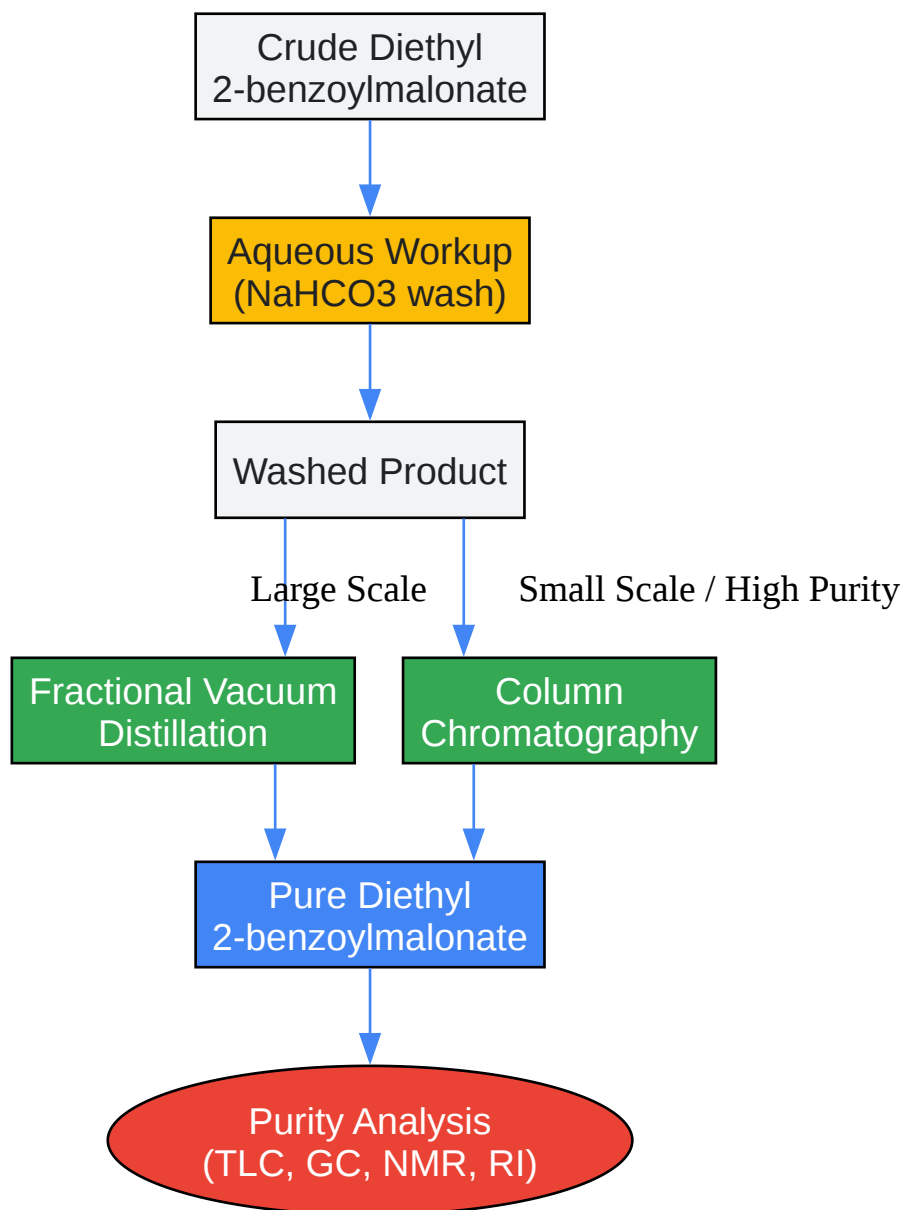 Crude Diethyl
2-benzoylmalonate
Aqueous Workup
(NaHCO3 wash)
Washed Product
Large Scale
Small Scale / High Purity
Fractional Vacuum
Distillation
Column
Chromatography
Pure Diethyl
2-benzoylmalonate
Purity Analysis
(TLC, GC, NMR, RI)